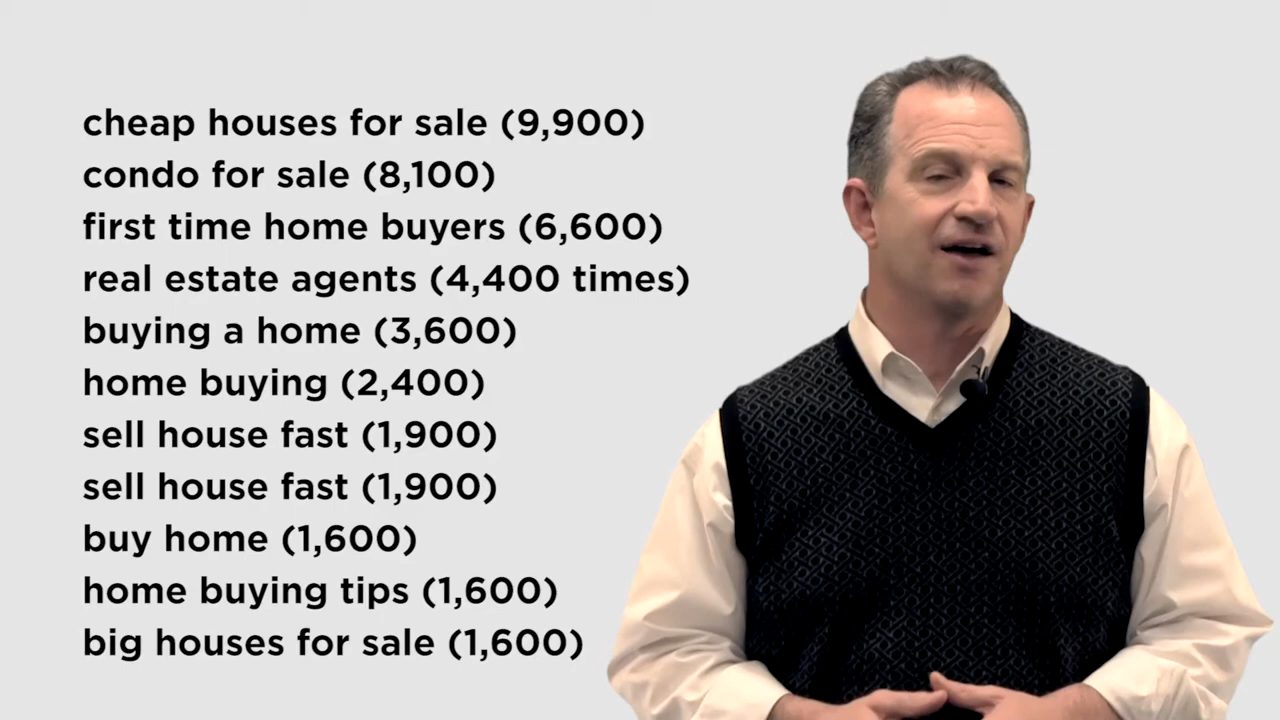 cheap houses for sale (9,900)
condo for sale (8,100)
first time home buyers (6,600)
real estate agents (4,400 times)
buying a home (3,600)
home buying (2,400)
sell house fast (1,900)
sell house fast (1,900)
buy home (1,600)
home buying tips (1,600)
big houses for sale (1,600)